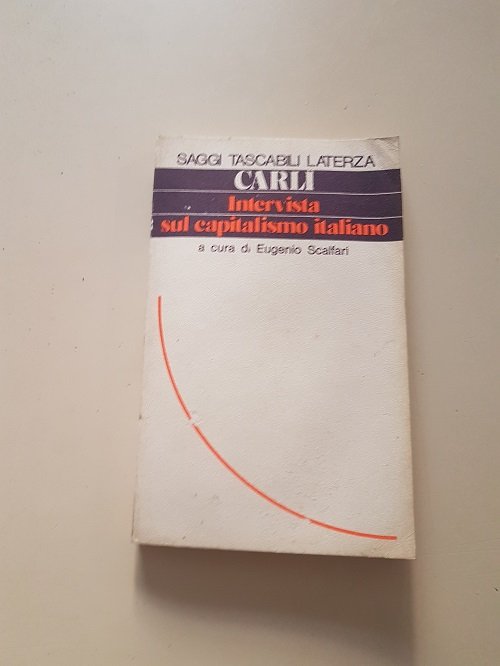 SAGGI TASCABILI LATERZA
CARLI
Intervista
sul capitalismo italiano
a cura di Eugenio Scalfari